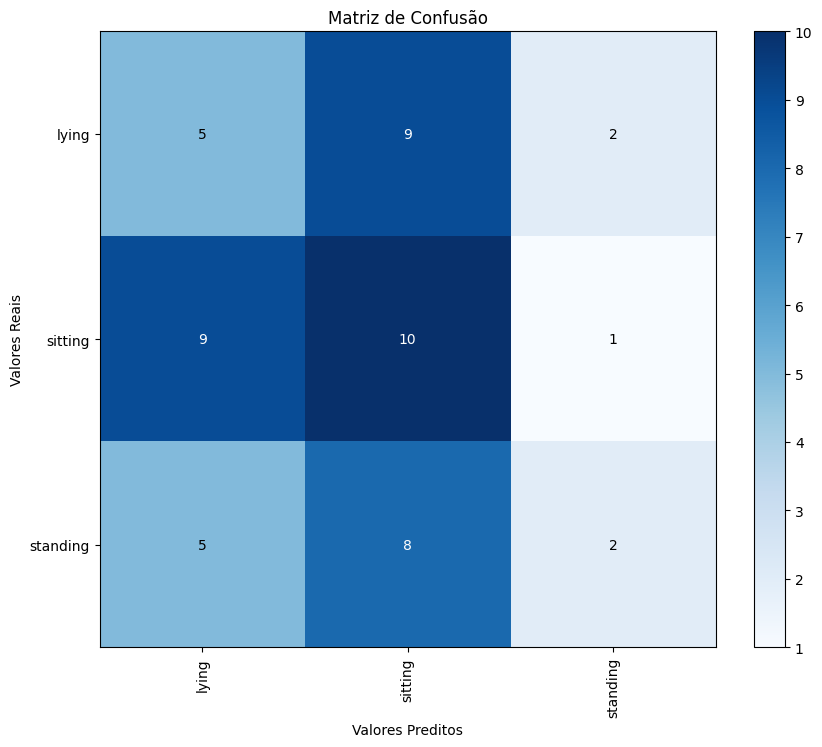 Matriz de Confusão
Valores Reais
lying
5
9
2
sitting
9
10
1
standing
5
8
2
lying
sitting
standing
Valores Preditos
10
9
8
7
6
5
4
3
2
1